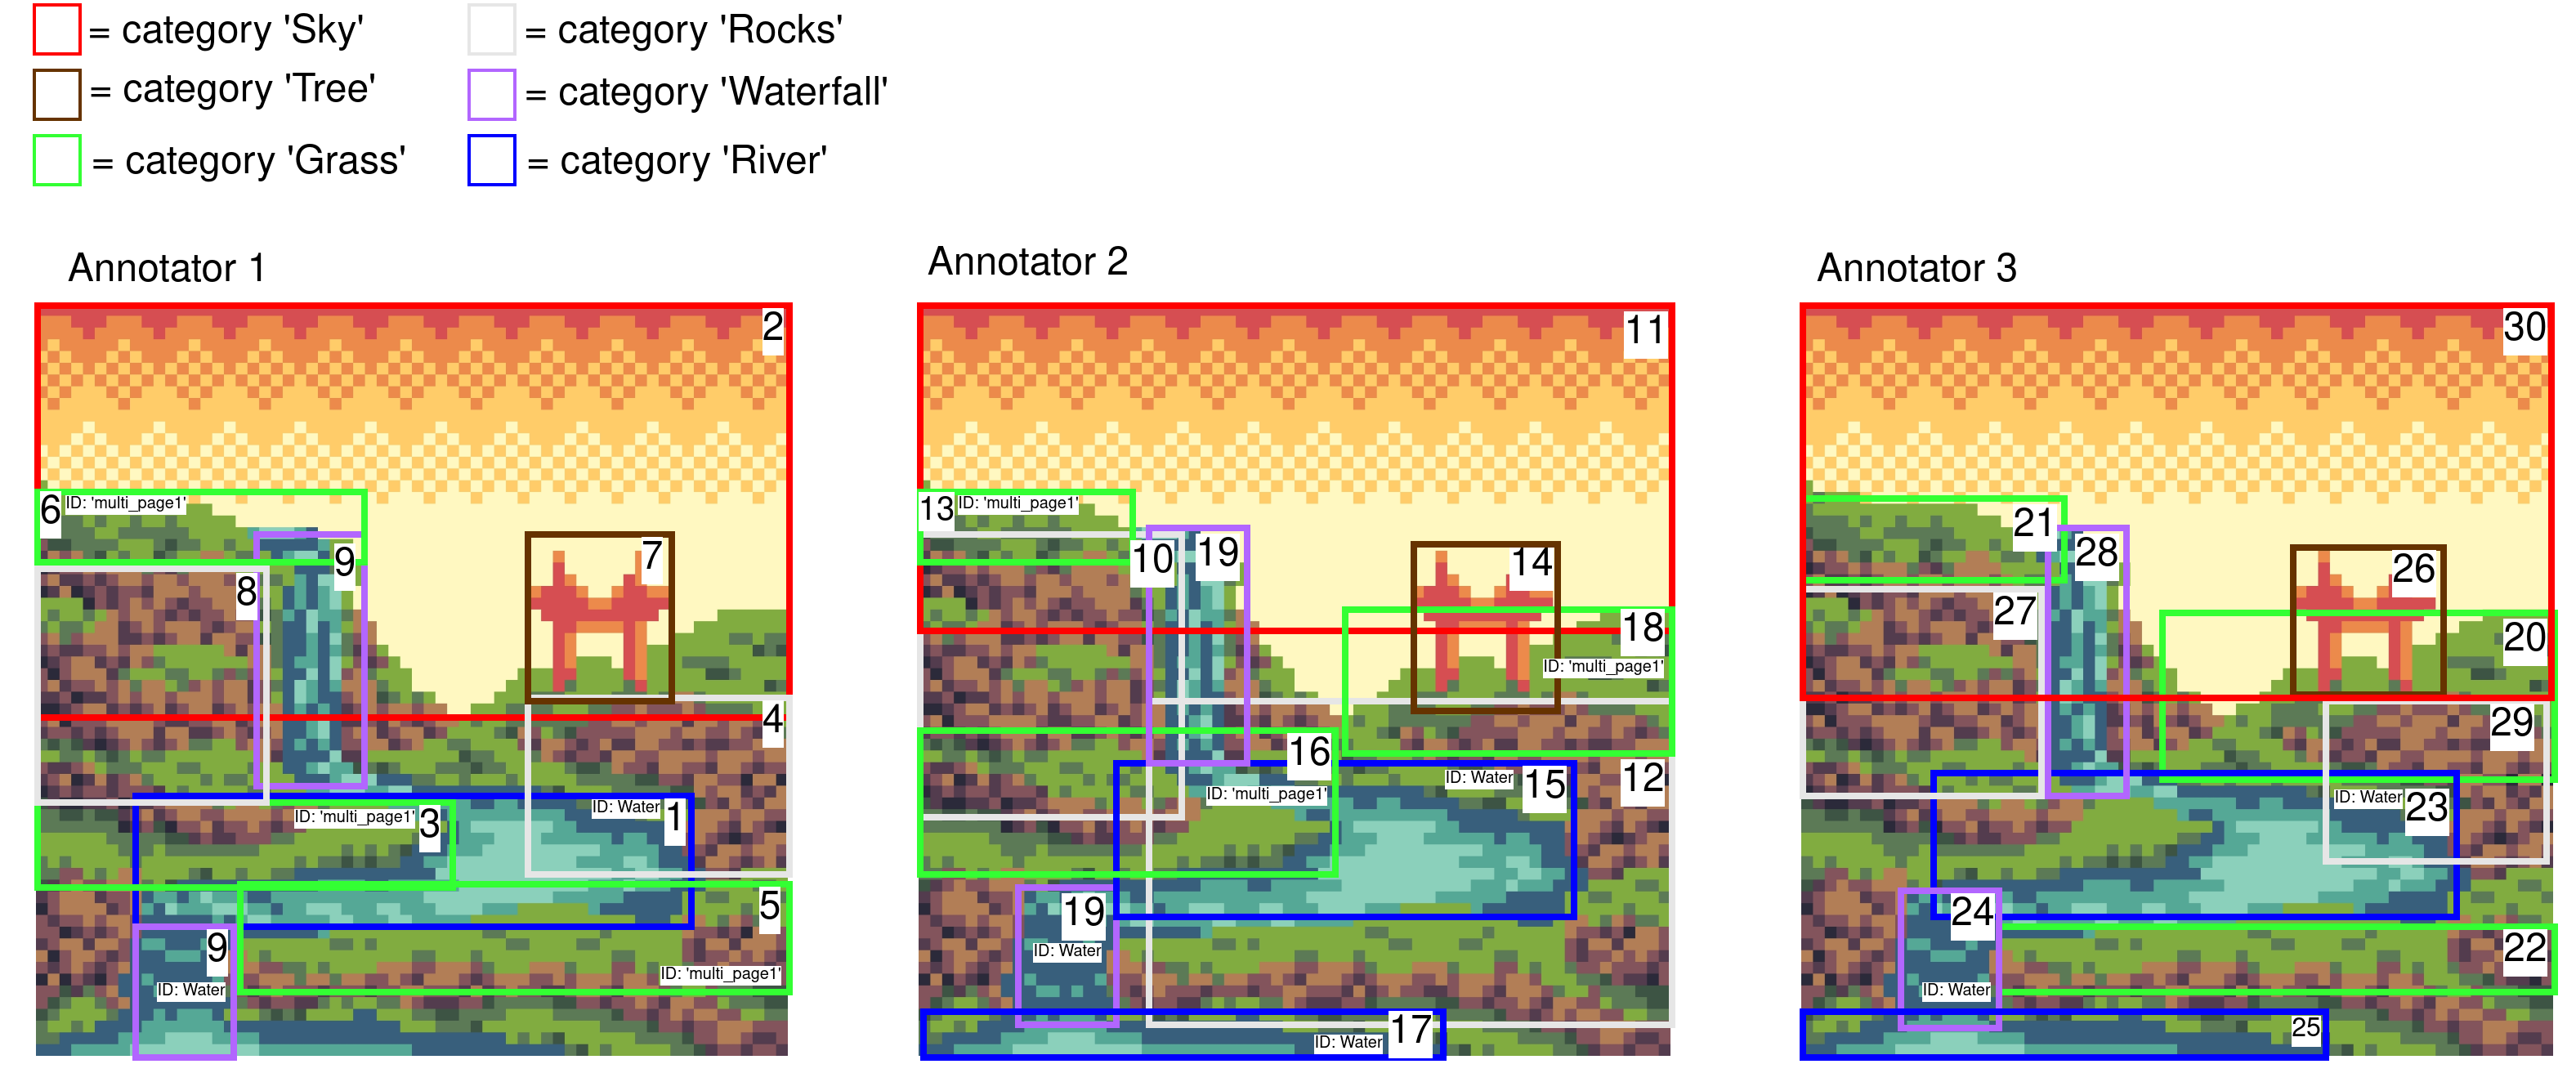 = category 'Sky'
= category 'Rocks'
= category 'Tree'
= category 'Waterfall'
= category 'Grass'
= category 'River'
Annotator 1
2
6 ID: 'multi_page1'
9
7
8
4
ID: 'multi_page1' 3
ID: Water 1
5
9
ID: 'multi_page1'
ID: Water
Annotator 2
11
13 ID: 'multi_page1'
10
19
14
18
ID: 'multi_page1'
16
12
ID: Water 15
ID: 'multi_page1'
19
ID: Water
17
ID: Water
Annotator 3
30
21
28
26
27
20
29
ID: Water 23
24
22
ID: Water
25